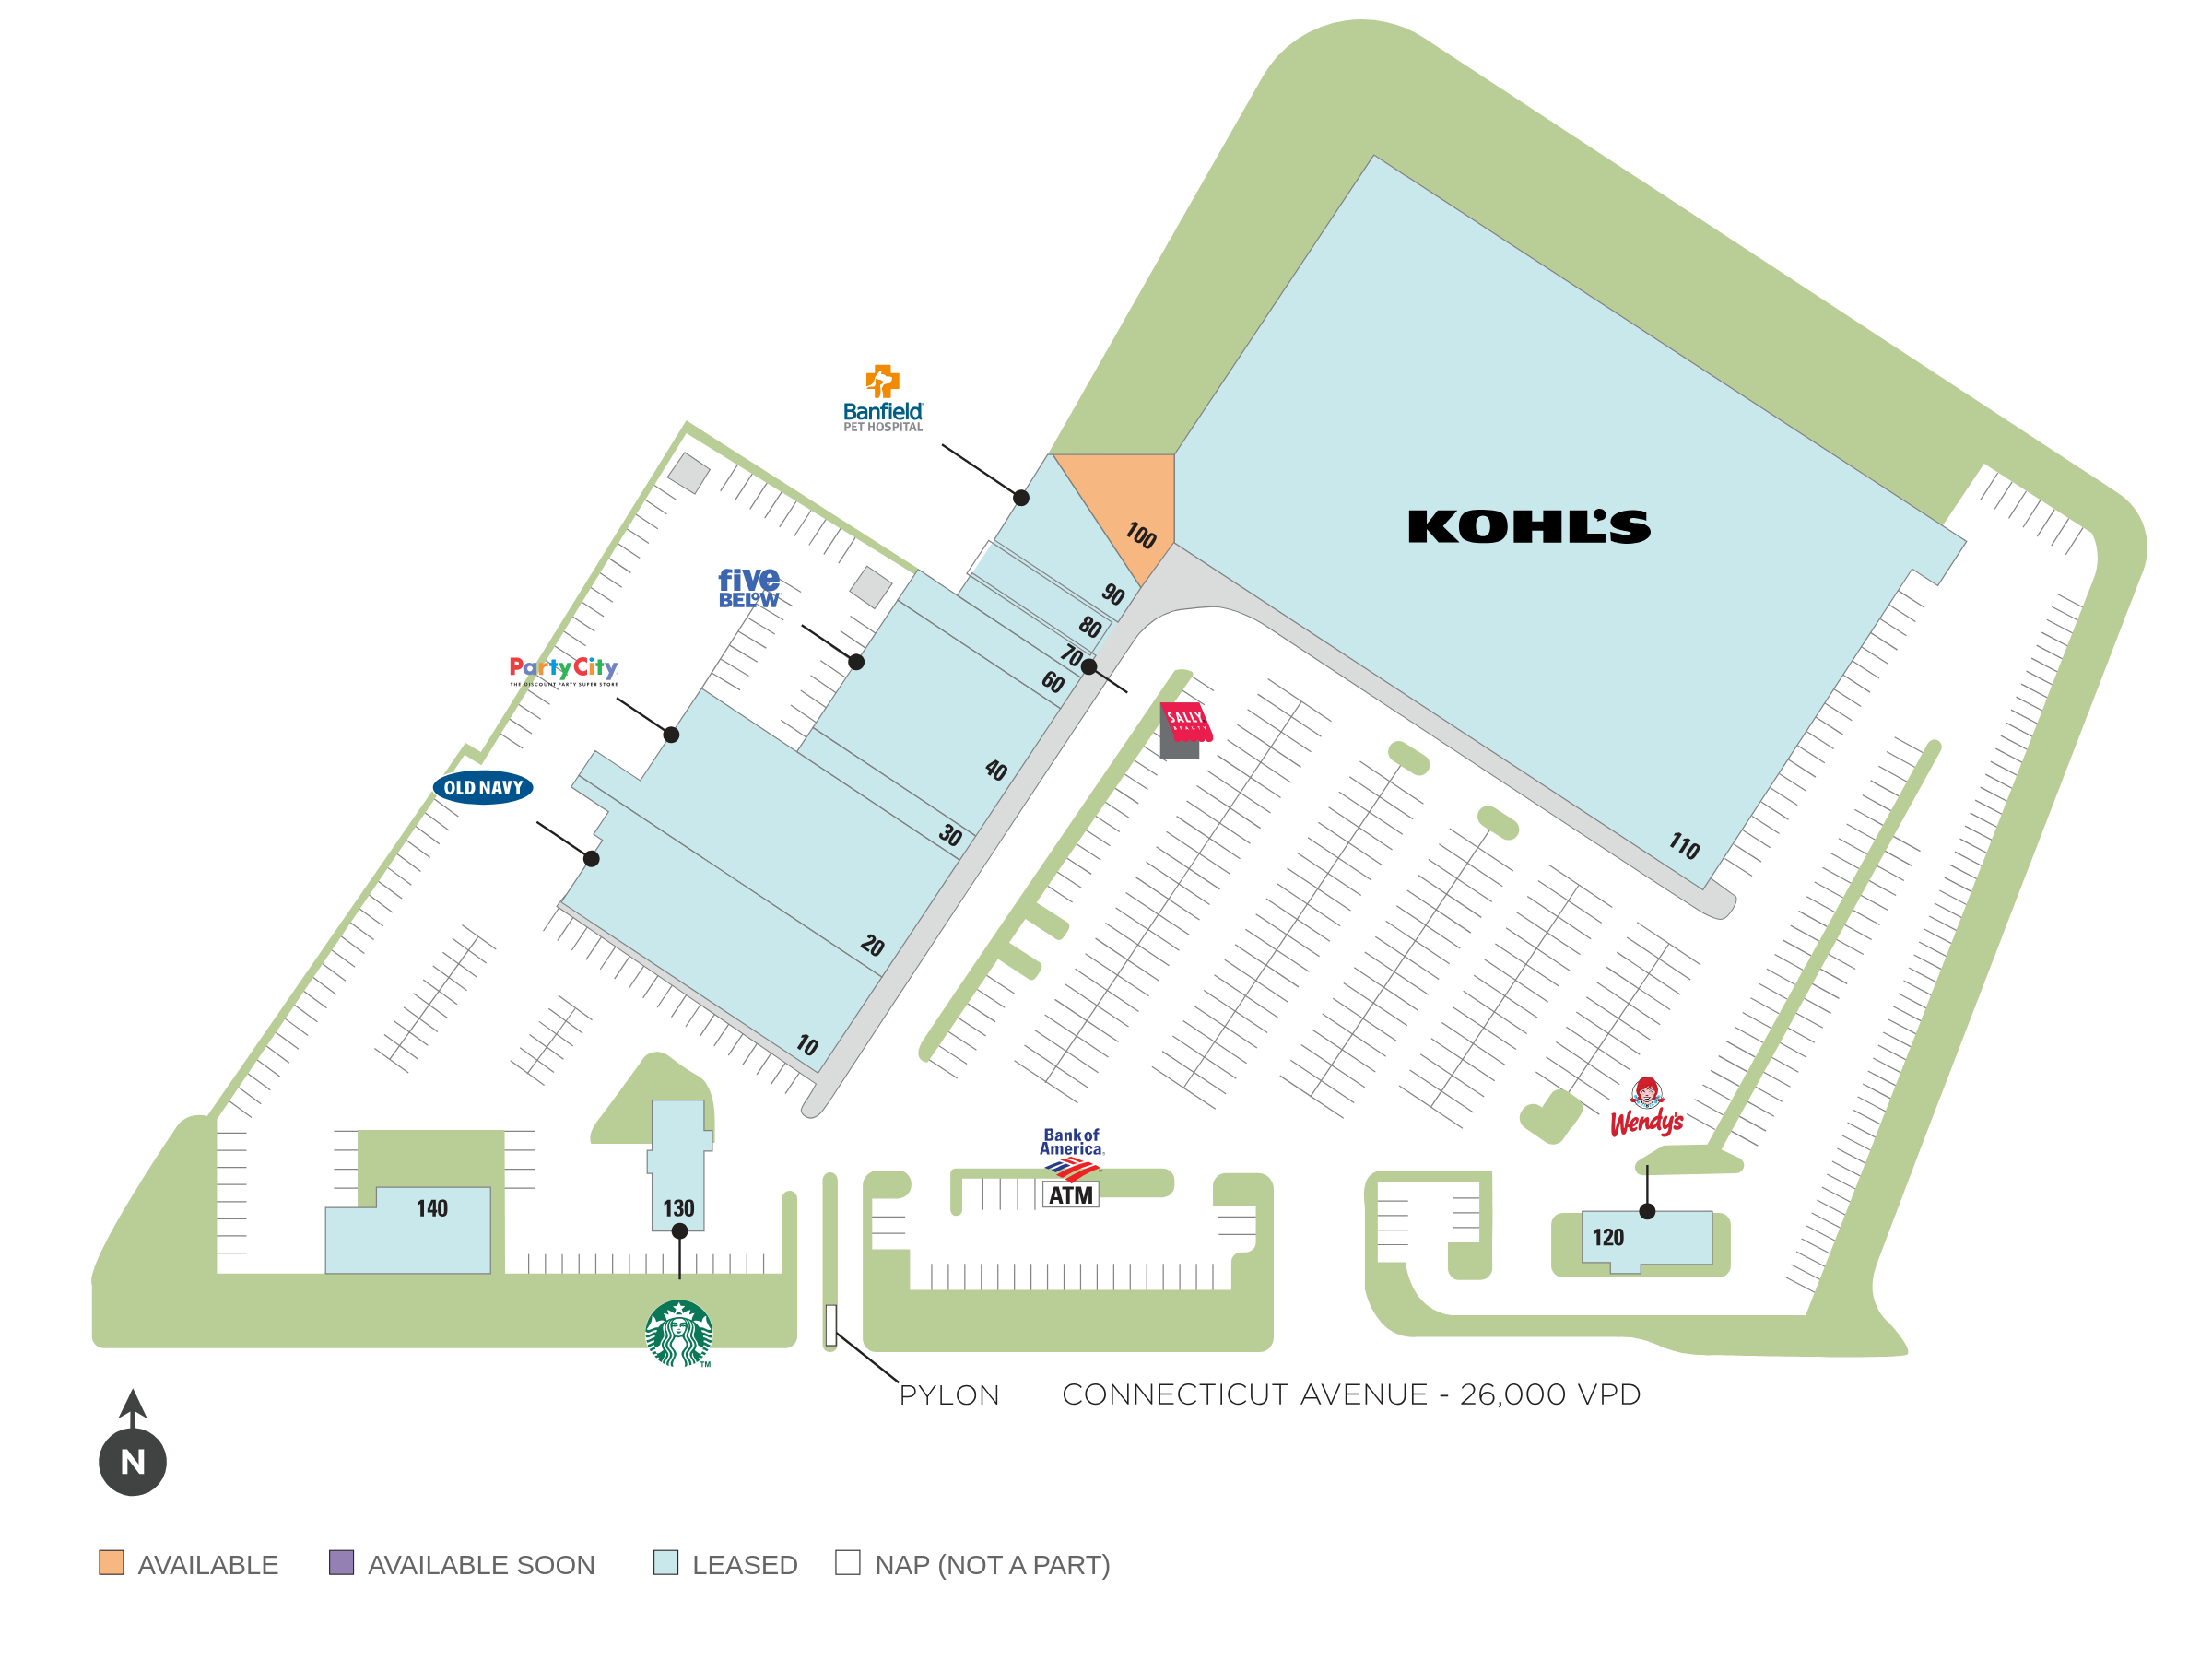 KOHL'S
Banfield
PET HOSPITAL
100
five
BELOW
90
80
70
60
Party City
THE DISCOUNT PARTY SUPER STORE
SALLY
BEAUTY
40
OLD NAVY
30
110
20
10
Wendy's
Bank of
America
ATM
140
130
120
TM
PYLON
CONNECTICUT AVENUE - 26,000 VPD
N
AVAILABLE
AVAILABLE SOON
LEASED
NAP (NOT A PART)